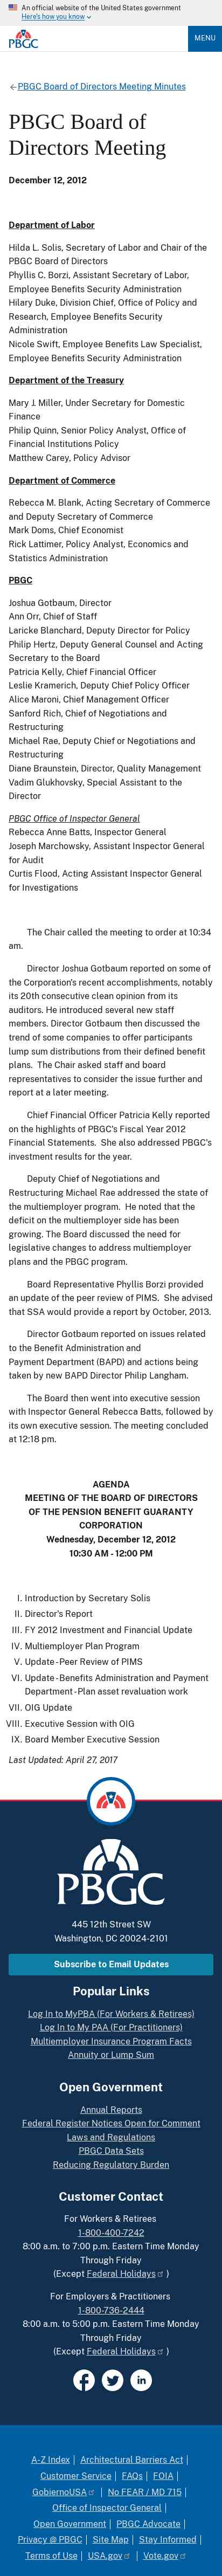 An official website of the United States government
Here's how you know
PBGC
MENU
PBGC Board of Directors Meeting Minutes
PBGC Board of
Directors Meeting
December 12, 2012
Department of Labor
Hilda L. Solis, Secretary of Labor and Chair of the
PBGC Board of Directors
Phyllis C. Borzi, Assistant Secretary of Labor,
Employee Benefits Security Administration
Hilary Duke, Division Chief, Office of Policy and
Research, Employee Benefits Security
Administration
Nicole Swift, Employee Benefits Law Specialist,
Employee Benefits Security Administration
Department of the Treasury
Mary J. Miller, Under Secretary for Domestic
Finance
Philip Quinn, Senior Policy Analyst, Office of
Financial Institutions Policy
Matthew Carey, Policy Advisor
Department of Commerce
Rebecca M. Blank, Acting Secretary of Commerce
and Deputy Secretary of Commerce
Mark Doms, Chief Economist
Rick Lattimer, Policy Analyst, Economics and
Statistics Administration
PBGC
Joshua Gotbaum, Director
Ann Orr, Chief of Staff
Laricke Blanchard, Deputy Director for Policy
Philip Hertz, Deputy General Counsel and Acting
Secretary to the Board
Patricia Kelly, Chief Financial Officer
Leslie Kramerich, Deputy Chief Policy Officer
Alice Maroni, Chief Management Officer
Sanford Rich, Chief of Negotiations and
Restructuring
Michael Rae, Deputy Chief of Negotiations and
Restructuring
Diane Braunstein, Director, Quality Management
Vadim Glukhovsky, Special Assistant to the
Director
PBGC Office of Inspector General
Rebecca Anne Batts, Inspector General
Joseph Marchowsky, Assistant Inspector General
for Audit
Curtis Flood, Acting Assistant Inspector General
for Investigations
The Chair called the meeting to order at 10:34
am.
Director Joshua Gotbaum reported on some of
PBGC's recent corporate accomplishments, notably
its 20th consecutive clean opinion from its
auditors. He introduced several new staff
members. Director Gotbaum then discussed the
PBGC's efforts to consider the issue of transfers to
partially underfunded plans from over-funded
plans. The Chair asked the staff and board
representatives to consider the issue further and
report back at a later meeting.
Chief Financial Officer Patricia Kelly reported on
the highlights of PBGC's Fiscal Year 2012
Financial Statements. She also addressed PBGC's
investment results for the year.
Deputy Chief of Negotiations and
Restructuring Michael Rae addressed the state of
multi-employer plans and PBGC's insurance
program. The Board discussed the widening
divergence in condition of multi-employer
plans and the PBGC program.
Board Representative Phyllis Borzi provided
an update of the peer review of PIMS. She advised
that SSA would provide a report by October, 2013.
Director Gotbaum reported on issues related
to the Benefit Administration and
Payment Department (BAPD) and actions being
taken by new BAPD Director Philip Langham.
The Board then went into executive session
with Inspector General Rebecca Batts, followed by
its own executive session. The meeting concluded
at 12:18 pm.
AGENDA
MEETING OF THE BOARD OF DIRECTORS
OF THE PENSION BENEFIT GUARANTY
CORPORATION
Wednesday, December 12, 2012
10:30 AM - 12:00 PM
I. Introduction by Secretary Solis
II. Director's Report
III. FY 2012 Investment and Financial Update
IV. Multiemployer Plan Program
V. Update-Peer Review of PIMS
VI. Update-Benefits Administration and Payment
Department-Plan asset revaluation work
VII. OIG Update
VIII. Executive Session with OIG
IX. Board Member Executive Session
Last Updated: April 27, 2017
PBGC
445 12th Street SW
Washington, DC 20024-2101
Subscribe to Email Updates
Popular Links
Log In to MyPBA (For Workers & Retirees)
Log In to My PAA (For Practitioners)
Multiemployer Insurance Program Facts
Annuity or Lump Sum
Open Government
Annual Reports
Federal Register Notices Open for Comment
Laws and Regulations
PBGC Data Sets
Reducing Regulatory Burden
Customer Contact
For Workers & Retirees
1-800-400-7242
8:00 a.m. to 7:00 p.m. Eastern Time Monday
Through Friday
(Except Federal Holidays )
For Employers & Practitioners
1-800-736-2444
8:00 a.m. to 5:00 p.m. Eastern Time Monday
Through Friday
(Except Federal Holidays )
A-Z Index | Architectural Barriers Act |
Customer Service | FAQs | FOIA |
GobiernoUSA | No FEAR / MD 715 |
Office of Inspector General |
Open Government | PBGC Advocate |
Privacy @ PBGC | Site Map | Stay Informed |
Terms of Use | USA.gov | Vote.gov